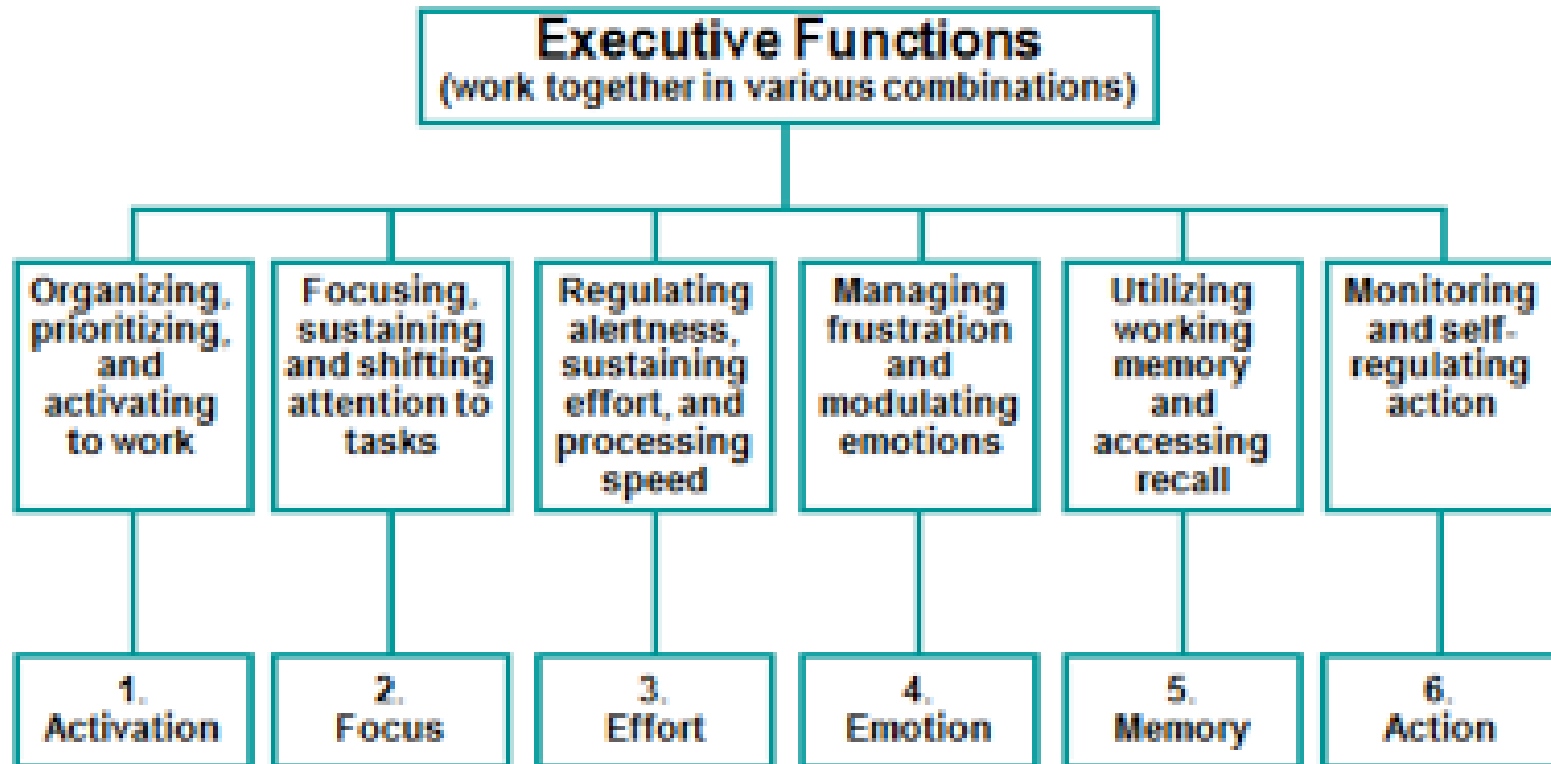 Executive Functions
(work together in various combinations)
Organizing,
prioritizing,
and
activating
to work
Focusing,
sustaining
and shifting
attention to
tasks
Regulating
alertness,
sustaining
effort, and
processing
speed
Managing
frustration
and
modulating
emotions
Utilizing
working
memory
and
accessing
recall
Monitoring
and self-
regulating
action
1.
Activation
2.
Focus
3.
Effort
4.
Emotion
5.
Memory
6.
Action